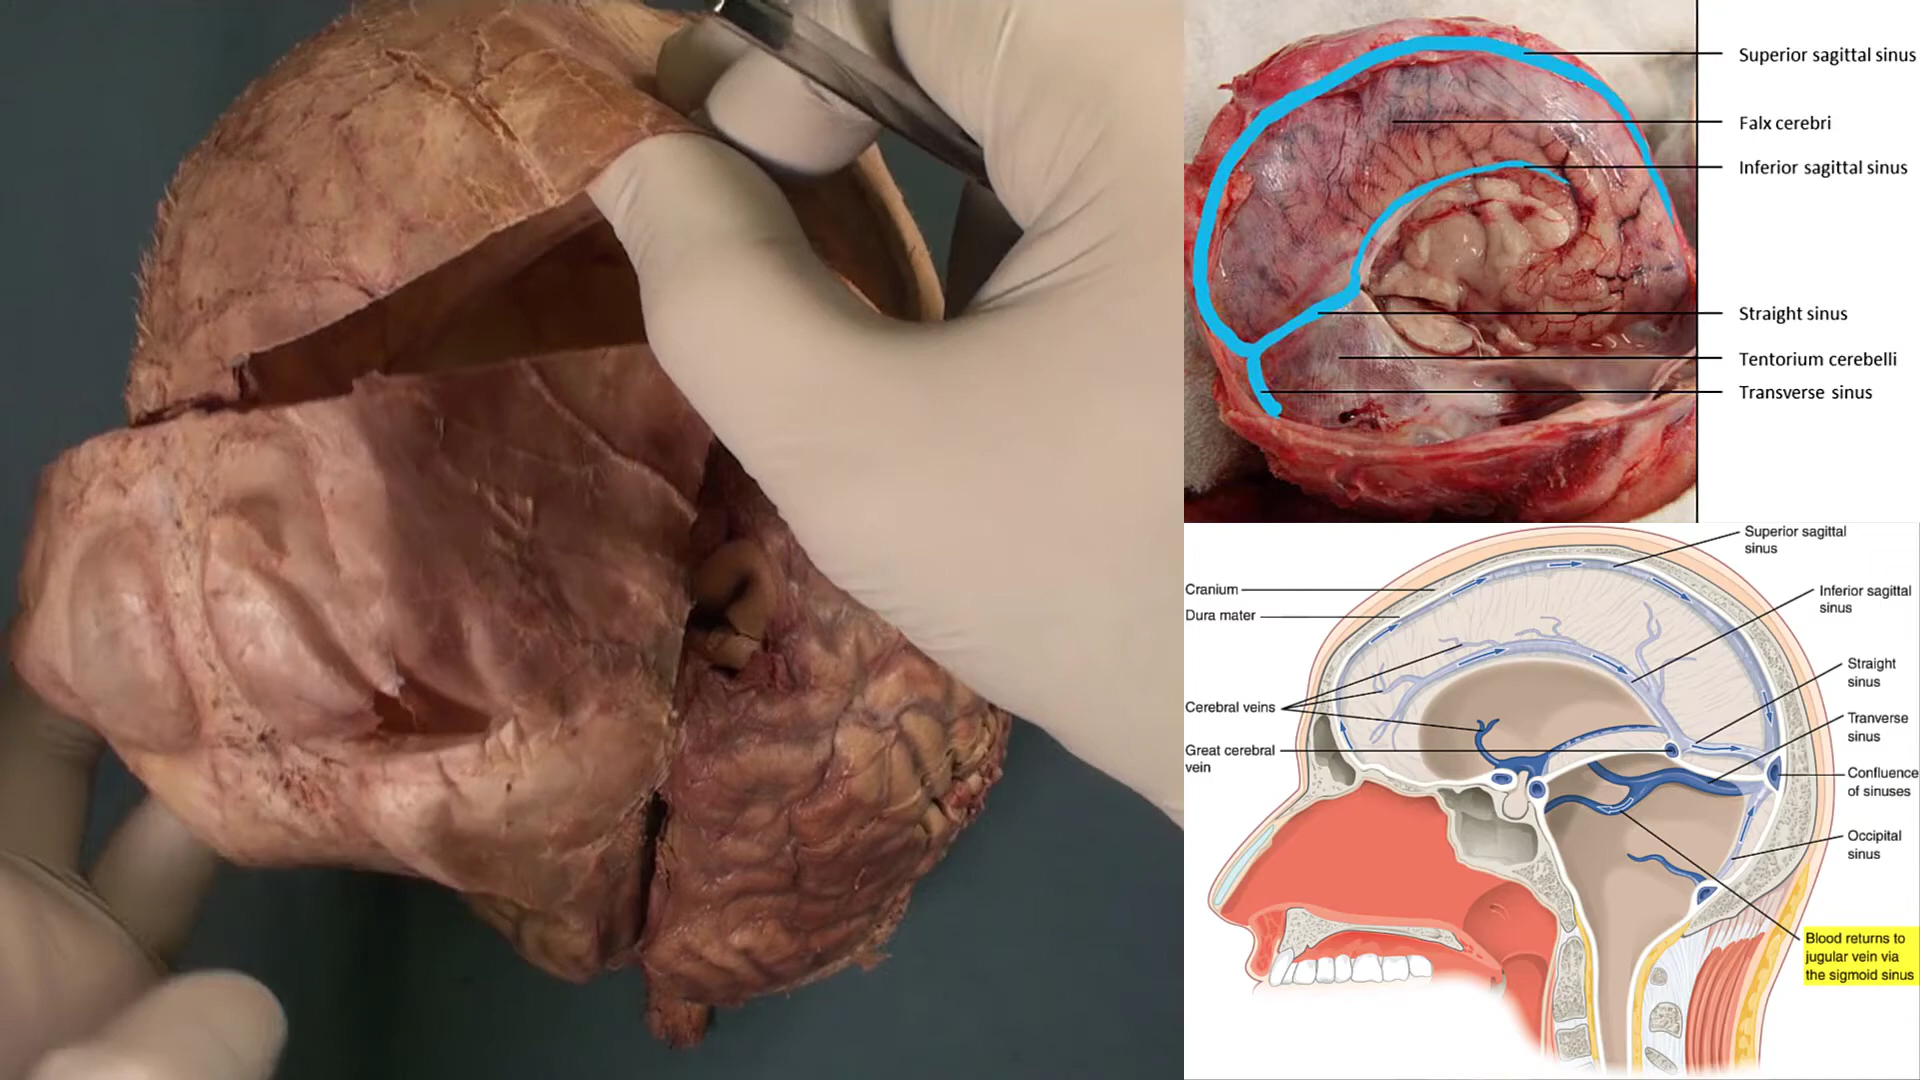 Superior sagittal sinus
Falx cerebri
Inferior sagittal sinus
Straight sinus
Tentorium cerebelli
Transverse sinus
Superior sagittal
sinus
Cranium
Inferior sagittal
sinus
Dura mater
Straight
sinus
Cerebral veins
Tranverse
sinus
Great cerebral
vein
Confluence
of sinuses
Occipital
sinus
Blood returns to
jugular vein via
the sigmoid sinus